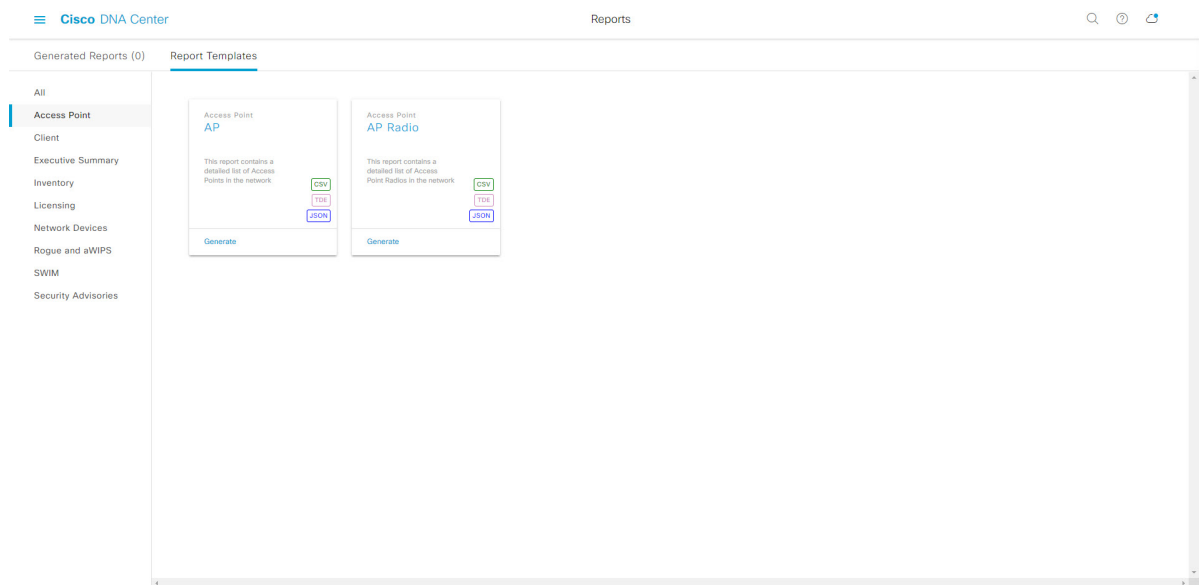 Cisco DNA Center
Reports
Generated Reports (0)
Report Templates
All
Access Point
Client
Executive Summary
Inventory
Licensing
Network Devices
Rogue and aWIPS
SWIM
Security Advisories
Access Point
AP
This report contains a
detailed list of Access
Points in the network
CSV
TDE
JSON
Generate
Access Point
AP Radio
This report contains a
detailed list of Access
Point Radios in the network
CSV
TDE
JSON
Generate